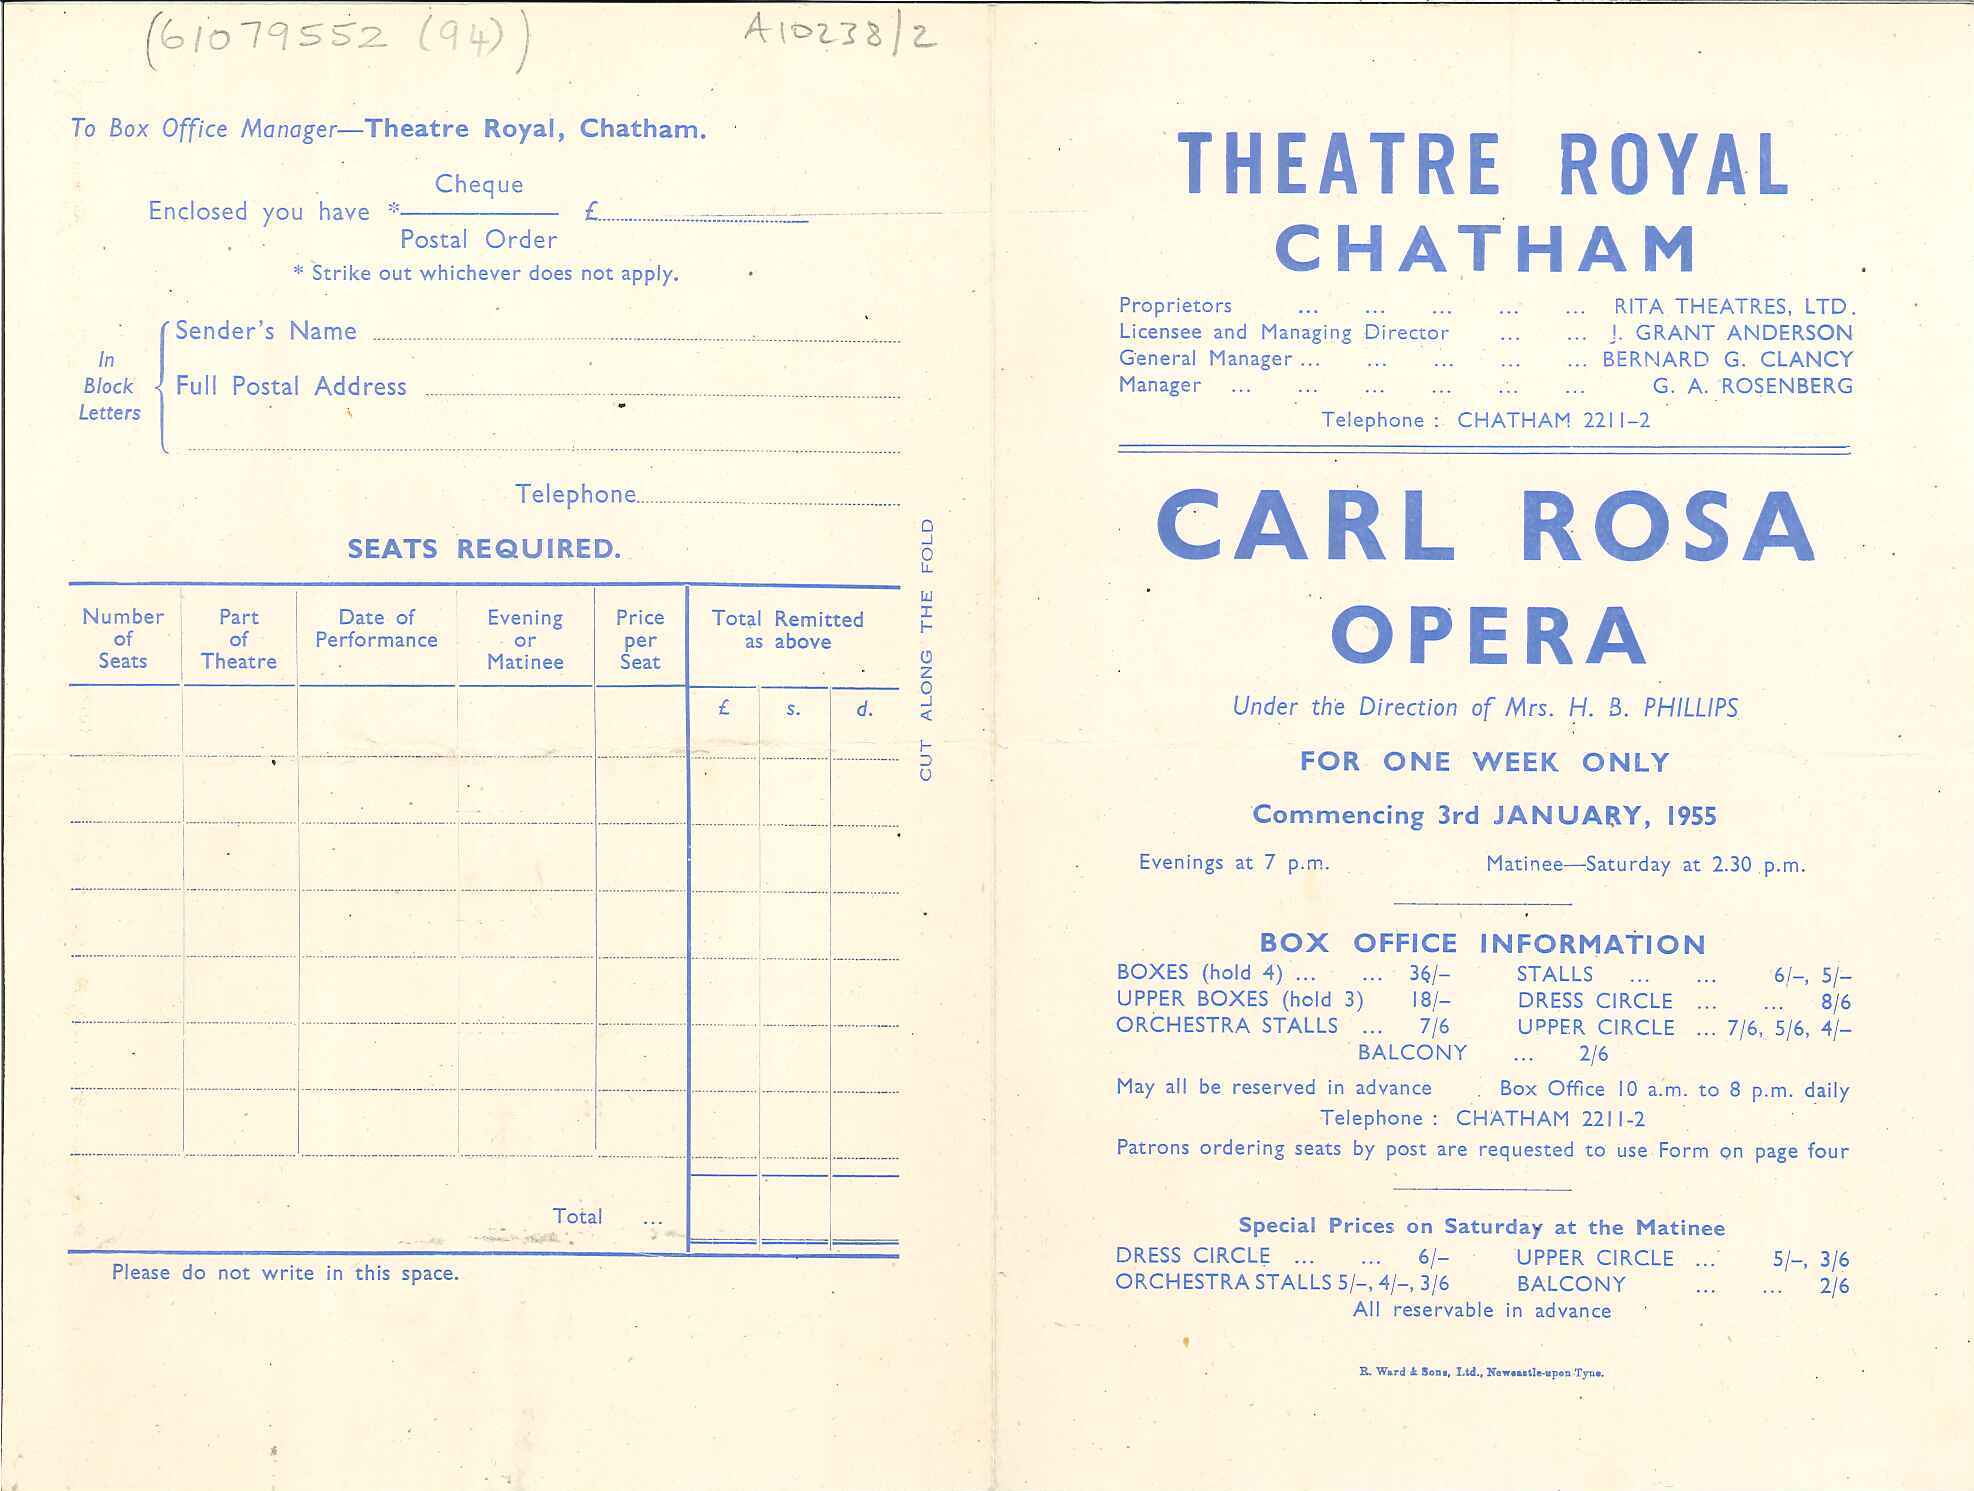 (61079552 (94))
A10238/2
To Box Office Manager—Theatre Royal, Chatham.
Cheque
Enclosed you have *
£
Postal Order
* Strike out whichever does not apply.
In
Block
Letters
Sender's Name
Full Postal Address
Telephone
SEATS REQUIRED.
Number of Seats
Part of Theatre
Date of Performance
Evening or Matinee
Price per Seat
Total Remitted as above
£ s. d.
Total ...
Please do not write in this space.
CUT ALONG THE FOLD
THEATRE ROYAL
CHATHAM
Proprietors ... ... ... ... ... RITA THEATRES, LTD.
Licensee and Managing Director ... ... J. GRANT ANDERSON
General Manager ... ... ... ... ... BERNARD G. CLANCY
Manager ... ... ... ... ... ... G. A. ROSENBERG
Telephone : CHATHAM 2211-2
CARL ROSA
OPERA
Under the Direction of Mrs. H. B. PHILLIPS
FOR ONE WEEK ONLY
Commencing 3rd JANUARY, 1955
Evenings at 7 p.m. Matinee—Saturday at 2.30 p.m.
BOX OFFICE INFORMATION
BOXES (hold 4) ... ... 36/- STALLS ... ... 6/-, 5/-
UPPER BOXES (hold 3) 18/- DRESS CIRCLE ... ... 8/6
ORCHESTRA STALLS ... 7/6 UPPER CIRCLE ... 7/6, 5/6, 4/-
BALCONY ... 2/6
May all be reserved in advance Box Office 10 a.m. to 8 p.m. daily
Telephone : CHATHAM 2211-2
Patrons ordering seats by post are requested to use Form on page four
Special Prices on Saturday at the Matinee
DRESS CIRCLE ... ... 6/- UPPER CIRCLE ... 5/-, 3/6
ORCHESTRA STALLS 5/-, 4/-, 3/6 BALCONY ... ... 2/6
All reservable in advance
R. Ward & Sons, Ltd., Newcastle-upon-Tyne.